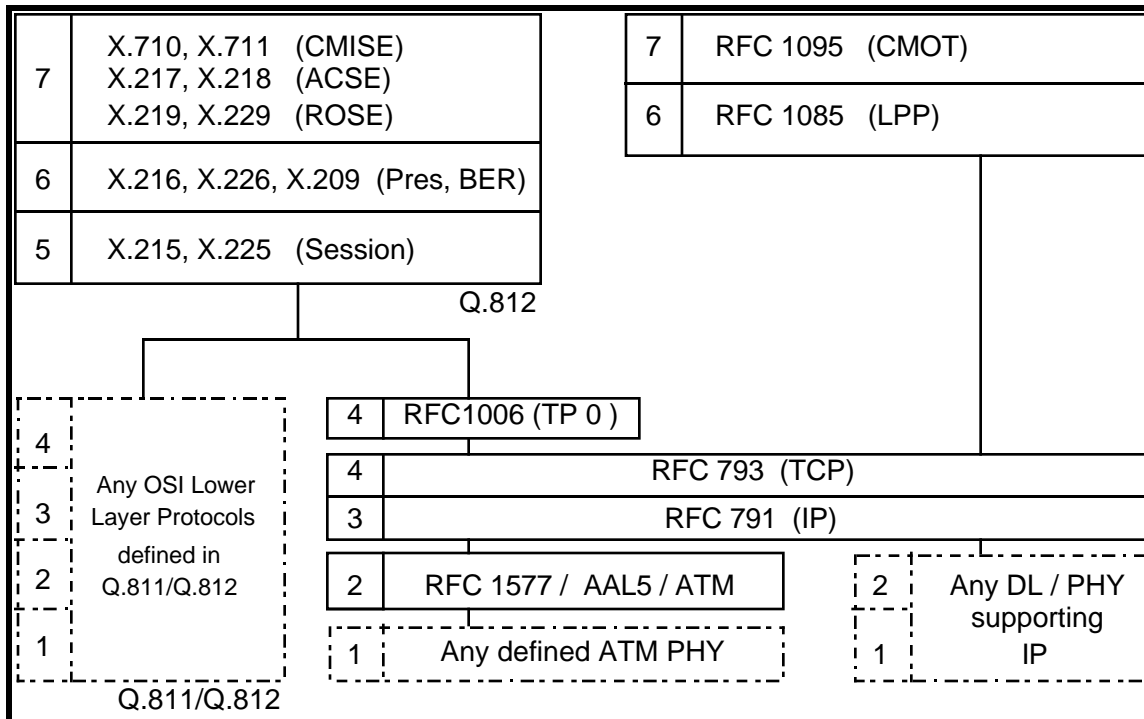 7
X.710, X.711 (CMISE)
X.217, X.218 (ACSE)
X.219, X.229 (ROSE)
6 X.216, X.226, X.209 (Pres, BER)
5 X.215, X.225 (Session)
Q.812
7 RFC 1095 (CMOT)
6 RFC 1085 (LPP)
4
3
2
1
Any OSI Lower
Layer Protocols
defined in
Q.811/Q.812
Q.811/Q.812
4 RFC1006 (TP 0 )
4 RFC 793 (TCP)
3 RFC 791 (IP)
2 RFC 1577 / AAL5 / ATM
1 Any defined ATM PHY
2
1
Any DL / PHY
supporting
IP